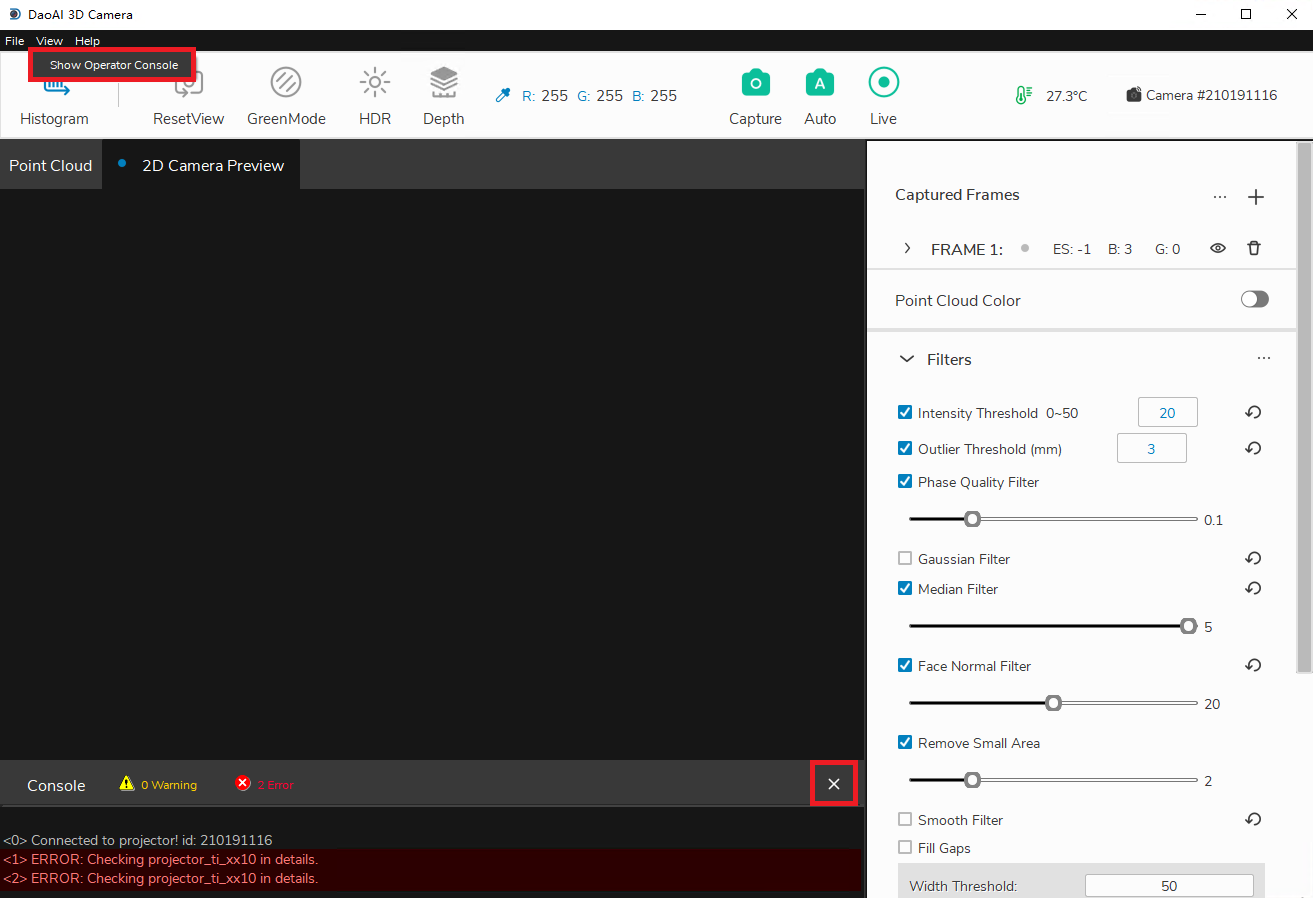 DaoAI 3D Camera
File View Help
Show Operator Console
Histogram ResetView GreenMode HDR Depth R: 255 G: 255 B: 255 Capture Auto Live 27.3°C Camera #210191116
Point Cloud 2D Camera Preview
Captured Frames ...
FRAME 1: ES: -1 B: 3 G: 0
Point Cloud Color
Filters ...
Intensity Threshold 0~50 20
Outlier Threshold (mm) 3
Phase Quality Filter
0.1
Gaussian Filter
Median Filter
5
Face Normal Filter
20
Remove Small Area
2
Smooth Filter
Fill Gaps
Width Threshold: 50
Console 0 Warning 2 Error
<0> Connected to projector! id: 210191116
<1> ERROR: Checking projector_ti_xx10 in details.
<2> ERROR: Checking projector_ti_xx10 in details.